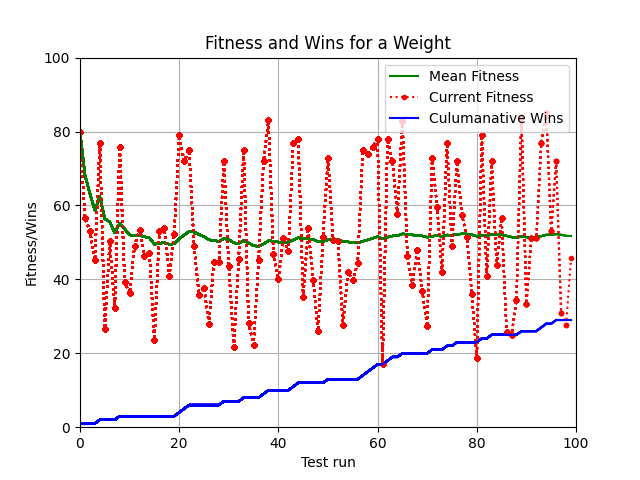 Fitness and Wins for a Weight
Mean Fitness
Current Fitness
Culumanative Wins
Fitness/Wins
100
80
60
40
20
0
0 20 40 60 80 100
Test run